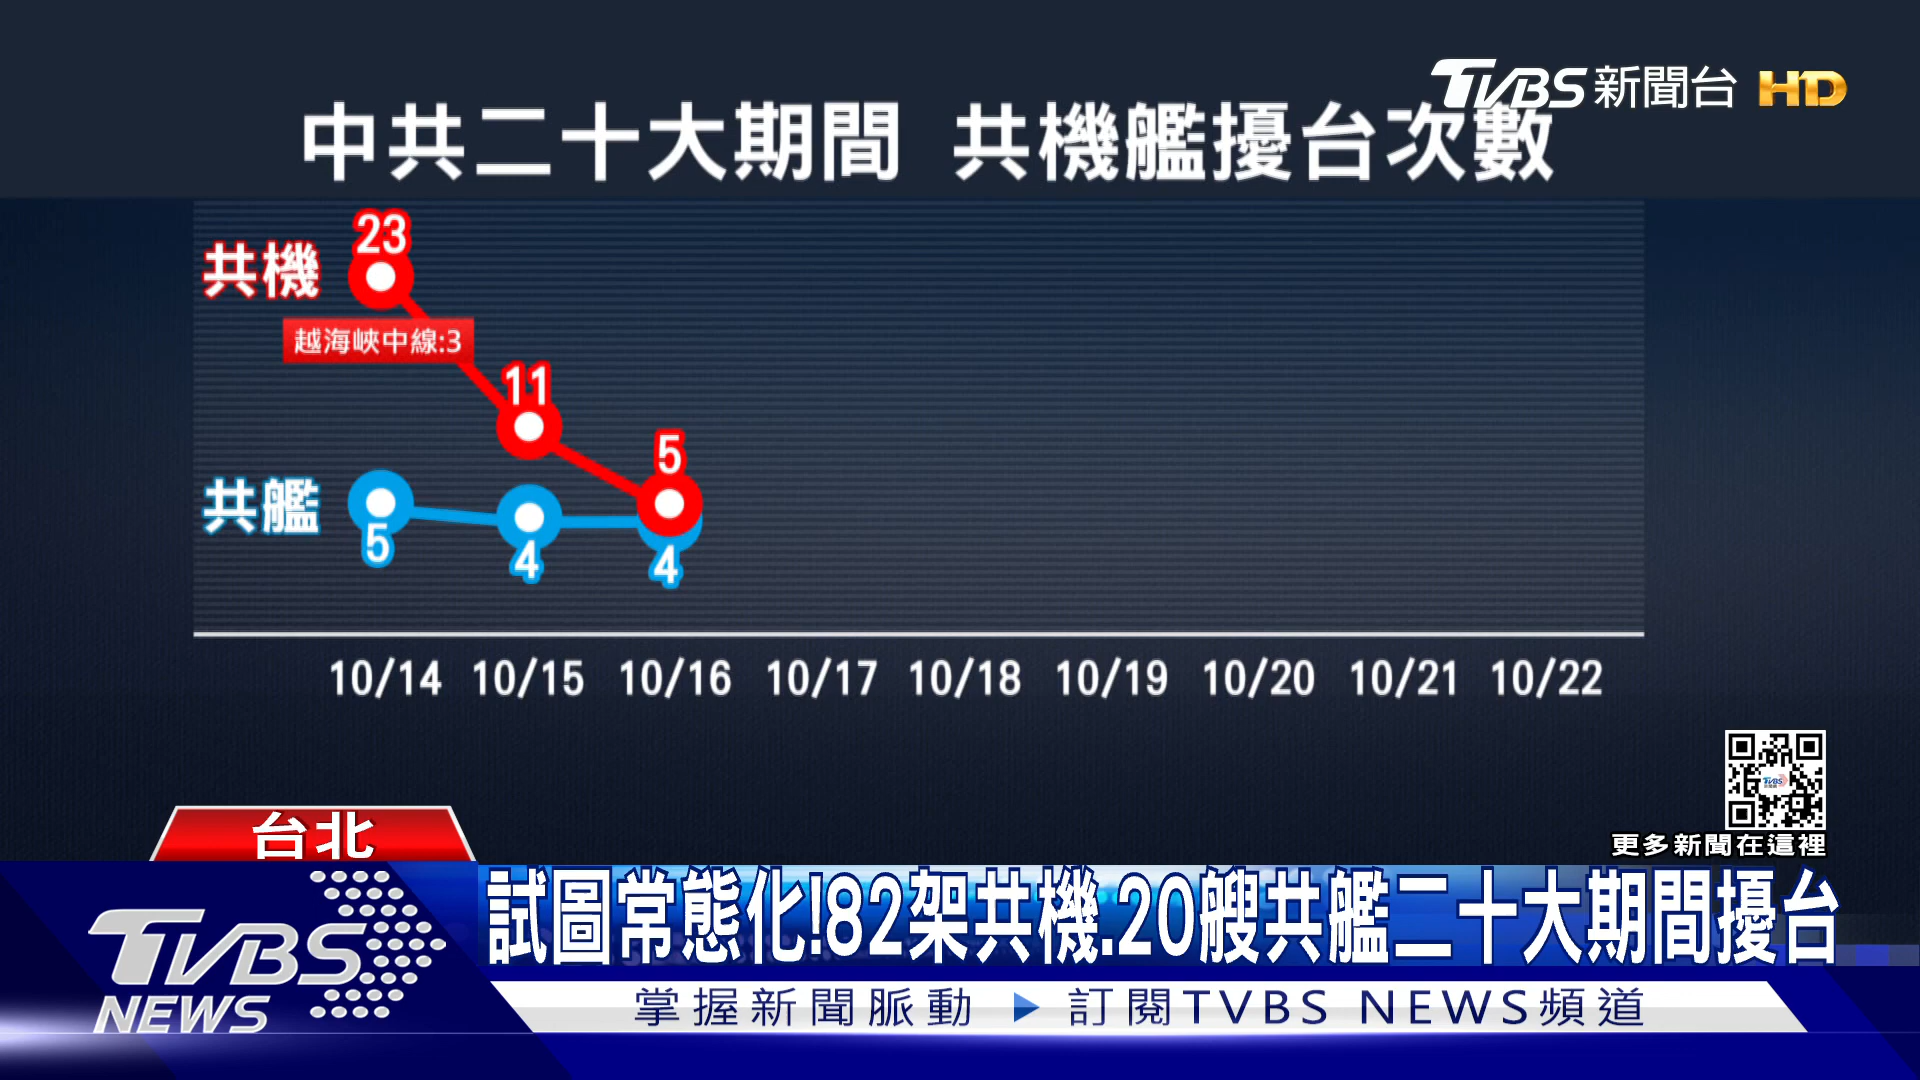 TVBS新聞台 HD
中共二十大期間 共機艦擾台次數
23
共機
越海峽中線:3
11
5
共艦
5
4
4
10/14 10/15 10/16 10/17 10/18 10/19 10/20 10/21 10/22
TVBS
更多新聞在這裡
台北
試圖常態化!82架共機.20艘共艦二十大期間擾台
TVBS
NEWS
掌握新聞脈動 ▶ 訂閱TVBS NEWS頻道